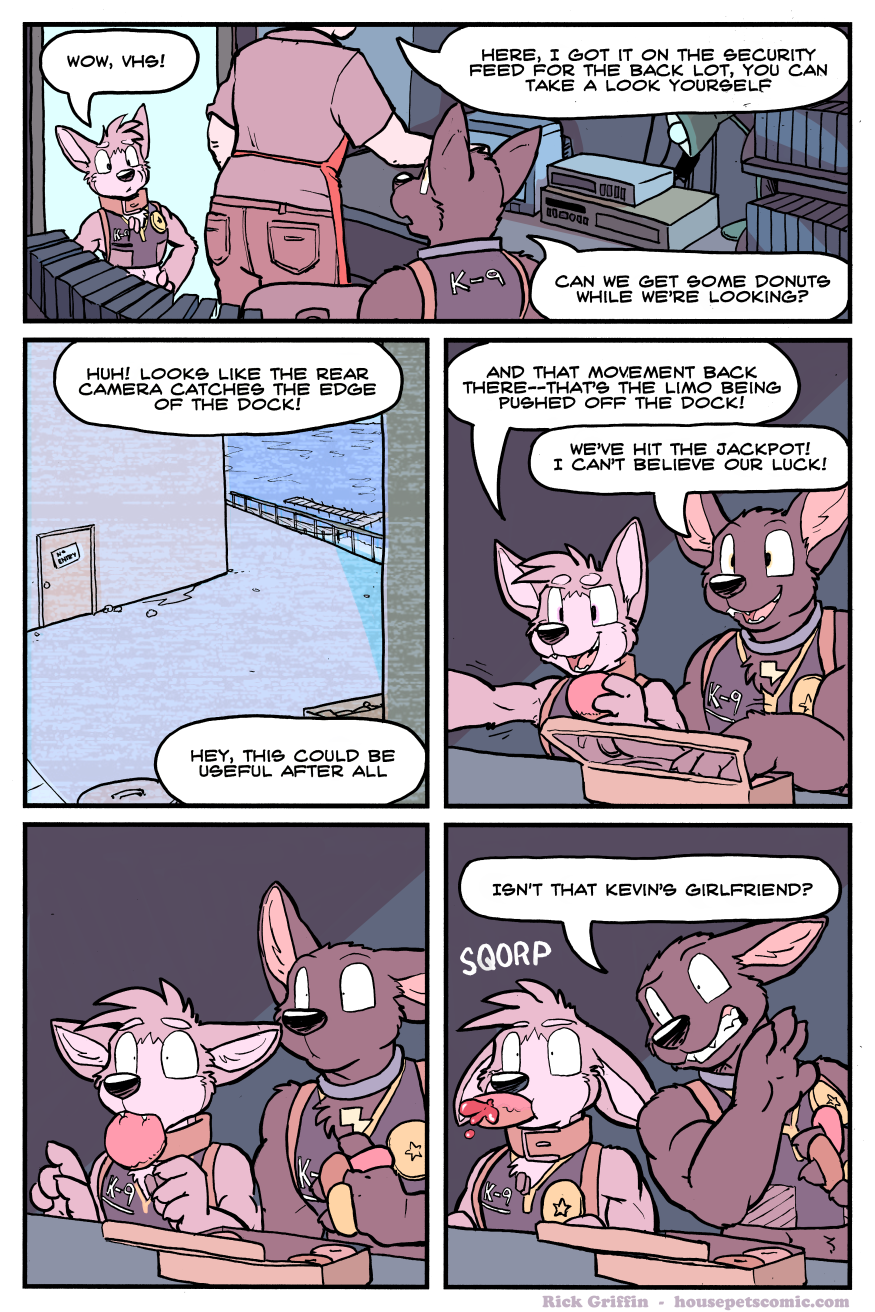 WOW, VHS!
HERE, I GOT IT ON THE SECURITY
FEED FOR THE BACK LOT, YOU CAN
TAKE A LOOK YOURSELF
K-9
K-9
CAN WE GET SOME DONUTS
WHILE WE'RE LOOKING?
HUH! LOOKS LIKE THE REAR
CAMERA CATCHES THE EDGE
OF THE DOCK!
NO
ENTRY
HEY, THIS COULD BE
USEFUL AFTER ALL
AND THAT MOVEMENT BACK
THERE--THAT'S THE LIMO BEING
PUSHED OFF THE DOCK!
WE'VE HIT THE JACKPOT!
I CAN'T BELIEVE OUR LUCK!
K-9
K-9
K-
ISN'T THAT KEVIN'S GIRLFRIEND?
SQORP
K-9
Rick Griffin - housepetscomic.com